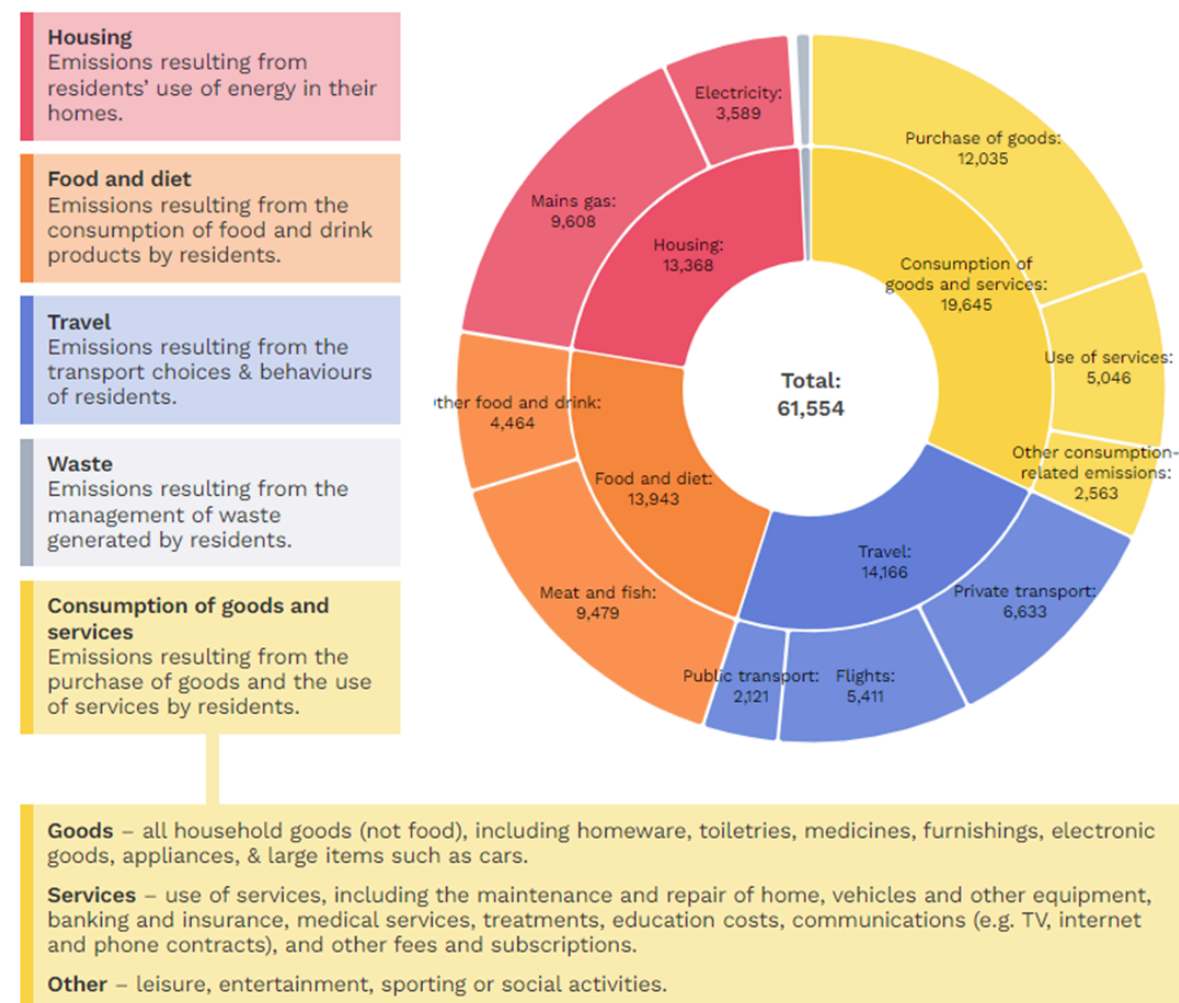 Housing
Emissions resulting from
residents’ use of energy in their
homes.
Food and diet
Emissions resulting from the
consumption of food and drink
products by residents.
Travel
Emissions resulting from the
transport choices & behaviours
of residents.
Waste
Emissions resulting from the
management of waste
generated by residents.
Consumption of goods and
services
Emissions resulting from the
purchase of goods and the use
of services by residents.
Electricity:
3,589
Purchase of goods:
12,035
Mains gas:
9,608
Housing:
13,368
Consumption of
goods and services:
19,645
Use of services:
5,046
Total:
61,554
ther food and drink:
4,464
Other consumption-
related emissions:
2,563
Food and diet:
13,943
Travel:
14,166
Meat and fish:
9,479
Private transport:
6,633
Public transport:
2,121
Flights:
5,411
Goods – all household goods (not food), including homeware, toiletries, medicines, furnishings, electronic
goods, appliances, & large items such as cars.
Services – use of services, including the maintenance and repair of home, vehicles and other equipment,
banking and insurance, medical services, treatments, education costs, communications (e.g. TV, internet
and phone contracts), and other fees and subscriptions.
Other – leisure, entertainment, sporting or social activities.